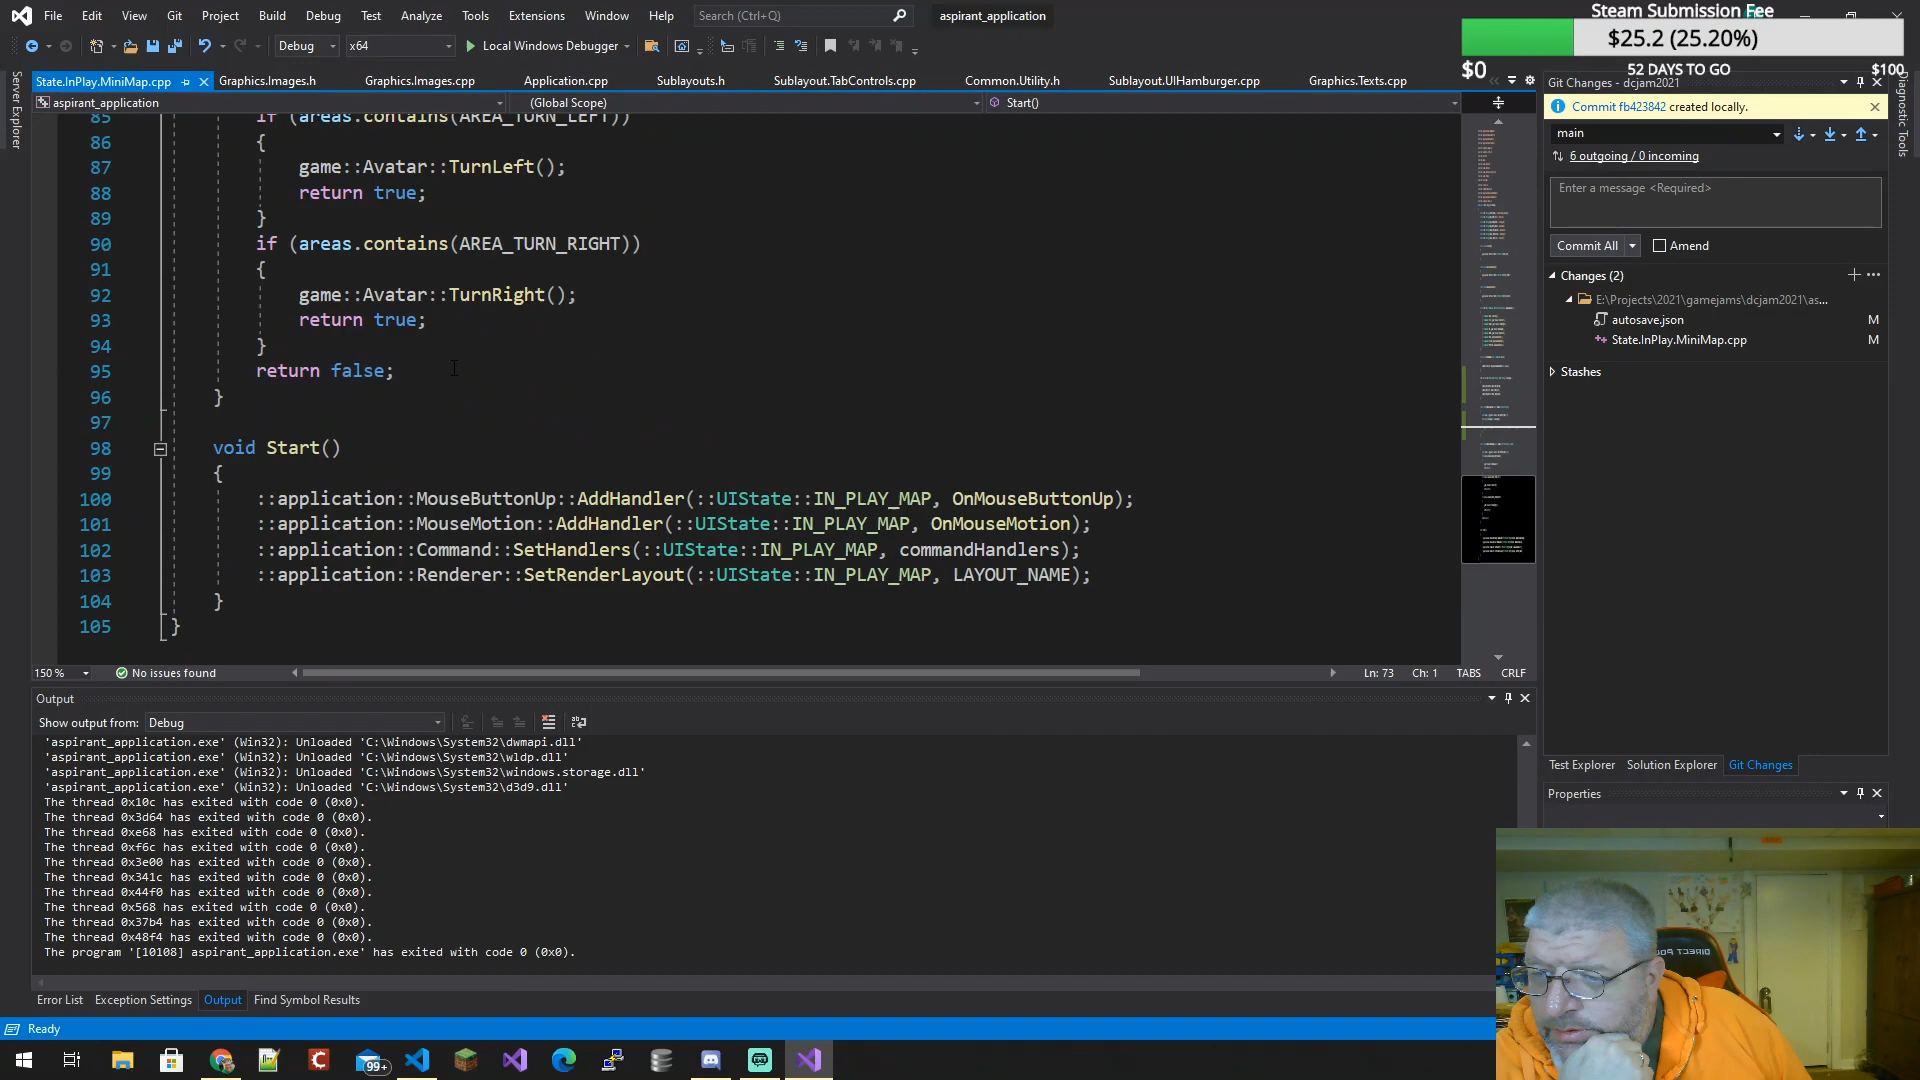 File Edit View Git Project Build Debug Test Analyze Tools Extensions Window Help Search (Ctrl+Q) aspirant_application
Steam Submission Fee
$25.2 (25.20%)
$0 52 DAYS TO GO $100
Debug x64 Local Windows Debugger
State.InPlay.MiniMap.cpp Graphics.Images.h Graphics.Images.cpp Application.cpp Sublayouts.h Sublayout.TabControls.cpp Common.Utility.h Sublayout.UIHamburger.cpp Graphics.Texts.cpp
aspirant_application (Global Scope) Start()
Server Explorer
Diagnostic Tools
85 if (areas.contains(AREA_TURN_LEFT))
86 {
87 game::Avatar::TurnLeft();
88 return true;
89 }
90 if (areas.contains(AREA_TURN_RIGHT))
91 {
92 game::Avatar::TurnRight();
93 return true;
94 }
95 return false;
96 }
97
98 void Start()
99 {
100 ::application::MouseButtonUp::AddHandler(::UIState::IN_PLAY_MAP, OnMouseButtonUp);
101 ::application::MouseMotion::AddHandler(::UIState::IN_PLAY_MAP, OnMouseMotion);
102 ::application::Command::SetHandlers(::UIState::IN_PLAY_MAP, commandHandlers);
103 ::application::Renderer::SetRenderLayout(::UIState::IN_PLAY_MAP, LAYOUT_NAME);
104 }
105 }
150 % No issues found Ln: 73 Ch: 1 TABS CRLF
Git Changes - dcjam2021
Commit fb423842 created locally.
main
6 outgoing / 0 incoming
Enter a message <Required>
Commit All Amend
Changes (2)
E:\Projects\2021\gamejams\dcjam2021\as...
autosave.json M
State.InPlay.MiniMap.cpp M
Stashes
Test Explorer Solution Explorer Git Changes
Properties
Output
Show output from: Debug
'aspirant_application.exe' (Win32): Unloaded 'C:\Windows\System32\dwmapi.dll'
'aspirant_application.exe' (Win32): Unloaded 'C:\Windows\System32\wldp.dll'
'aspirant_application.exe' (Win32): Unloaded 'C:\Windows\System32\windows.storage.dll'
'aspirant_application.exe' (Win32): Unloaded 'C:\Windows\System32\d3d9.dll'
The thread 0x10c has exited with code 0 (0x0).
The thread 0x3d64 has exited with code 0 (0x0).
The thread 0xe68 has exited with code 0 (0x0).
The thread 0xf6c has exited with code 0 (0x0).
The thread 0x3e00 has exited with code 0 (0x0).
The thread 0x341c has exited with code 0 (0x0).
The thread 0x44f0 has exited with code 0 (0x0).
The thread 0x568 has exited with code 0 (0x0).
The thread 0x37b4 has exited with code 0 (0x0).
The thread 0x48f4 has exited with code 0 (0x0).
The program '[10108] aspirant_application.exe' has exited with code 0 (0x0).
Error List Exception Settings Output Find Symbol Results
Ready
99+